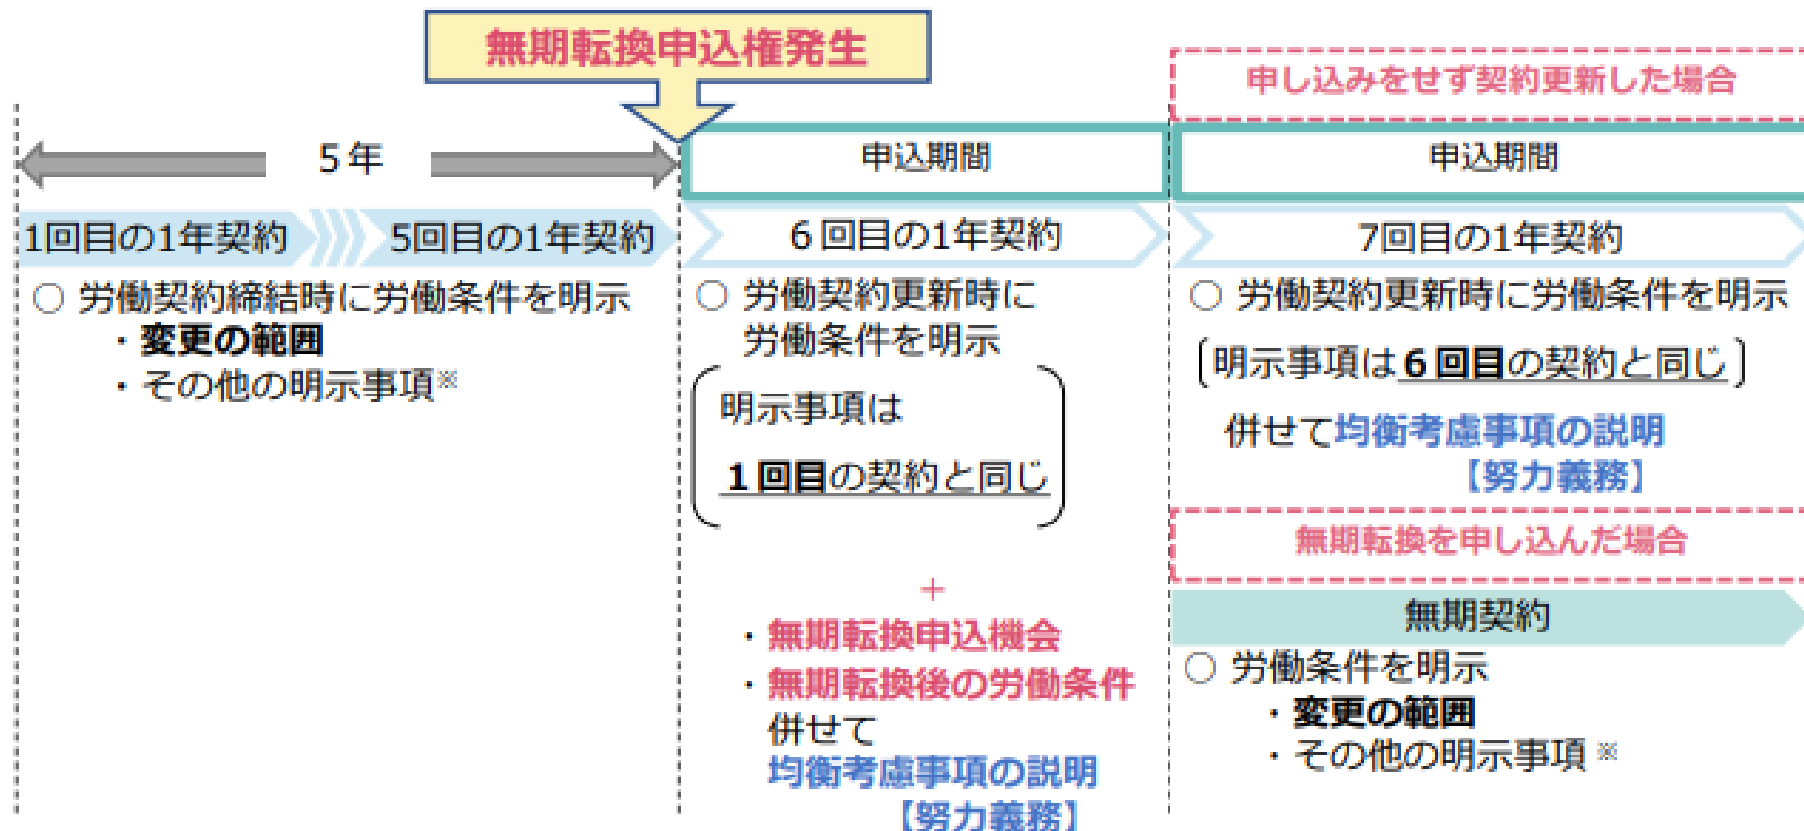 無期転換申込権発生
5年
1回目の1年契約
5回目の1年契約
○ 労働契約締結時に労働条件を明示
・変更の範囲
・その他の明示事項※
申込期間
6回目の1年契約
○ 労働契約更新時に
労働条件を明示
明示事項は
1回目の契約と同じ
+
・無期転換申込機会
・無期転換後の労働条件
併せて
均衡考慮事項の説明
【努力義務】
申し込みをせず契約更新した場合
申込期間
7回目の1年契約
○ 労働契約更新時に労働条件を明示
〔明示事項は6回目の契約と同じ〕
併せて均衡考慮事項の説明
【努力義務】
無期転換を申し込んだ場合
無期契約
○ 労働条件を明示
・変更の範囲
・その他の明示事項 ※